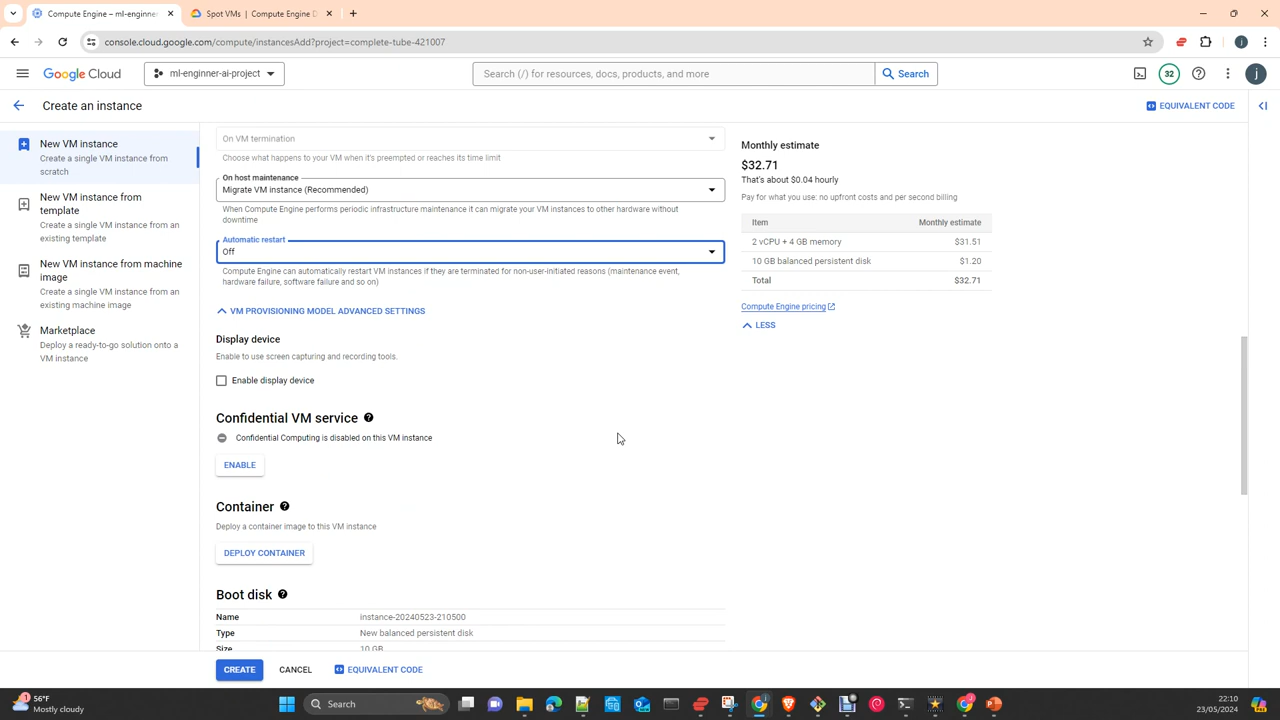 Compute Engine – ml-enginner
Spot VMs | Compute Engine D
console.cloud.google.com/compute/instancesAdd?project=complete-tube-421007
j
Google Cloud
ml-enginner-ai-project
Search (/) for resources, docs, products, and more
Search
32
j
Create an instance
EQUIVALENT CODE
New VM instance
Create a single VM instance from
scratch
New VM instance from
template
Create a single VM instance from an
existing template
New VM instance from machine
image
Create a single VM instance from an
existing machine image
Marketplace
Deploy a ready-to-go solution onto a
VM instance
On VM termination
Choose what happens to your VM when it's preempted or reaches its time limit
On host maintenance
Migrate VM instance (Recommended)
When Compute Engine performs periodic infrastructure maintenance it can migrate your VM instances to other hardware without
downtime
Automatic restart
Off
Compute Engine can automatically restart VM instances if they are terminated for non-user-initiated reasons (maintenance event,
hardware failure, software failure and so on)
VM PROVISIONING MODEL ADVANCED SETTINGS
Display device
Enable to use screen capturing and recording tools.
Enable display device
Confidential VM service
Confidential Computing is disabled on this VM instance
ENABLE
Container
Deploy a container image to this VM instance
DEPLOY CONTAINER
Boot disk
Name instance-20240523-210500
Type New balanced persistent disk
Size 10 GB
Monthly estimate
$32.71
That's about $0.04 hourly
Pay for what you use: no upfront costs and per second billing
Item Monthly estimate
2 vCPU + 4 GB memory $31.51
10 GB balanced persistent disk $1.20
Total $32.71
Compute Engine pricing
LESS
CREATE
CANCEL
EQUIVALENT CODE
1
56°F
Mostly cloudy
Search
22:10
23/05/2024